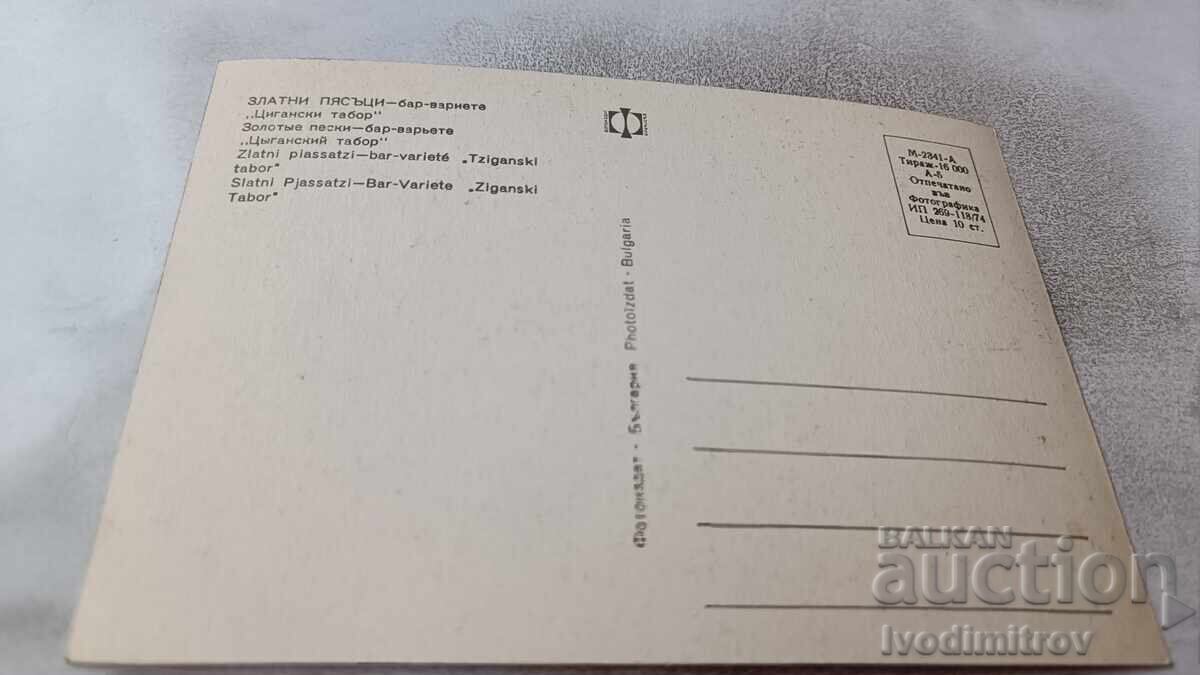 ЗЛАТНИ ПЯСЪЦИ—бар-вариете
„Цигански табор"
Золотые пески—бар-варьете
„Цыганский табор"
Zlatni piassatzi—bar-varieté „Tziganski
tabor"
Slatni Pjassatzi—Bar-Variete „Ziganski
Tabor"
М-2341-А
Тираж-16 000
А-6
Отпечатано
във
Фотографика
ИП 269-118/74
Цена 10 ст.
Фотоиздат · България Photoizdat · Bulgaria
BALKAN
auction
Ivodimitrov